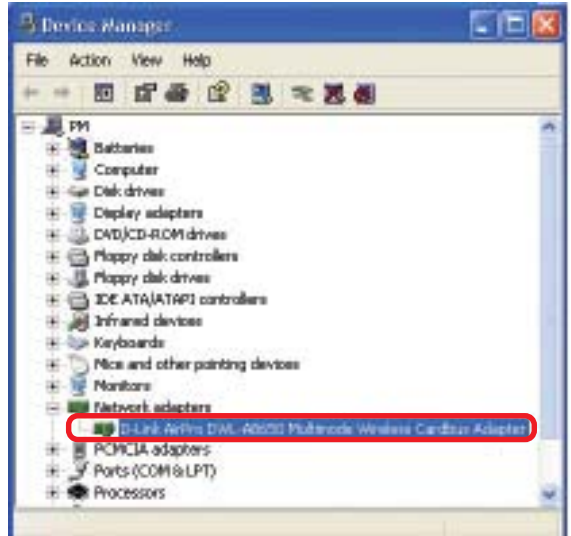 Device Manager
File Action View Help
PM
Batteries
Computer
Disk drives
Display adapters
DVD/CD-ROM drives
Floppy disk controllers
Floppy disk drives
IDE ATA/ATAPI controllers
Infrared devices
Keyboards
Mice and other pointing devices
Monitors
Network adapters
D-Link AirPro DWL-AB650 Multimode Wireless Cardbus Adapter
PCMCIA adapters
Ports (COM & LPT)
Processors